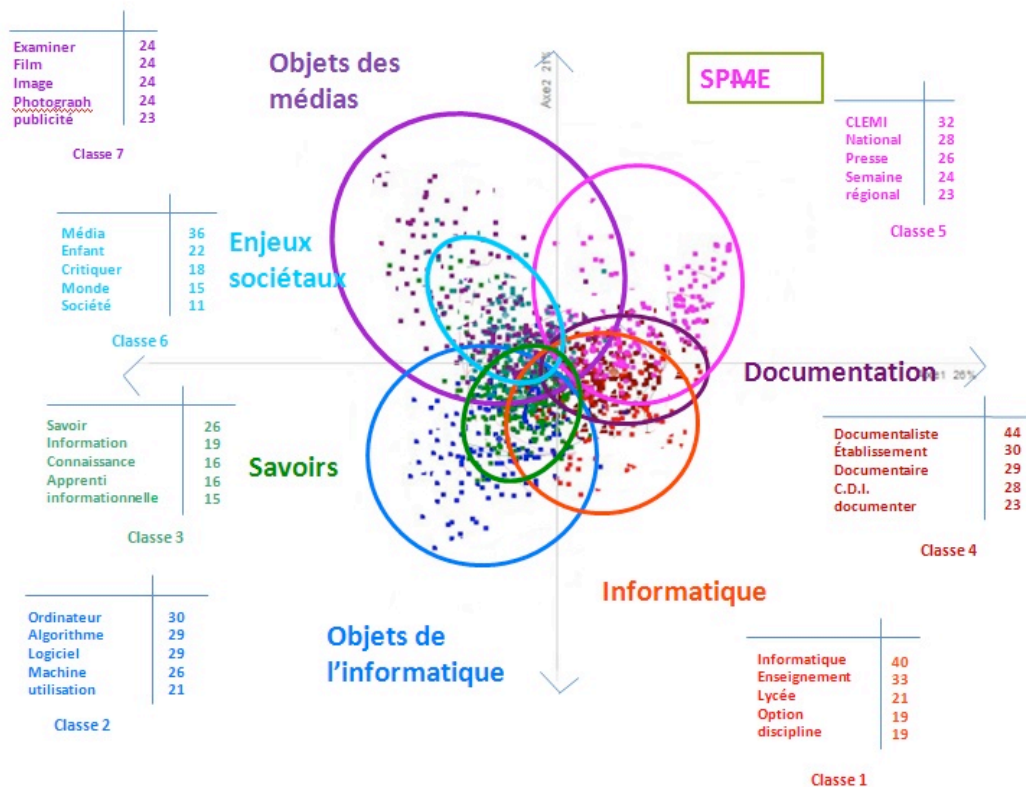 Examiner 24
Film 24
Image 24
Photograph 24
publicité 23
Classe 7
Objets des
médias
Axe2 21%
SPME
CLEMI 32
National 28
Presse 26
Semaine 24
régional 23
Classe 5
Média 36
Enfant 22
Critiquer 18
Monde 15
Société 11
Classe 6
Enjeux
sociétaux
Documentation
26%
Savoir 26
Information 19
Connaissance 16
Apprenti 16
informationnelle 15
Classe 3
Savoirs
Documentaliste 44
Établissement 30
Documentaire 29
C.D.I. 28
documenter 23
Classe 4
Ordinateur 30
Algorithme 29
Logiciel 29
Machine 26
utilisation 21
Classe 2
Objets de
l’informatique
Informatique
Informatique 40
Enseignement 33
Lycée 21
Option 19
discipline 19
Classe 1